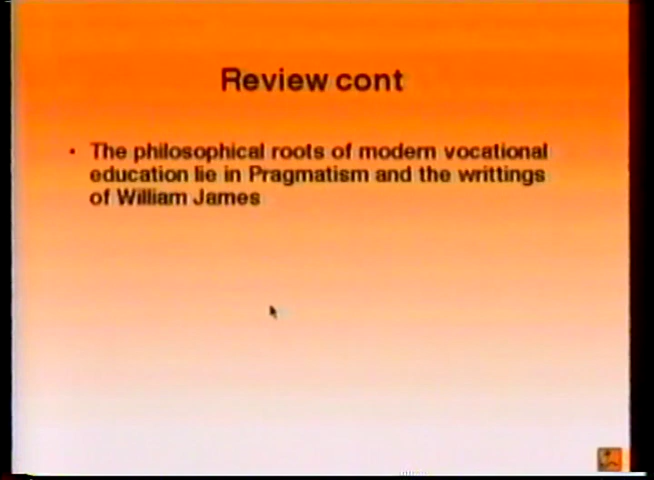 Review cont
• The philosophical roots of modern vocational
education lie in Pragmatism and the writtings
of William James